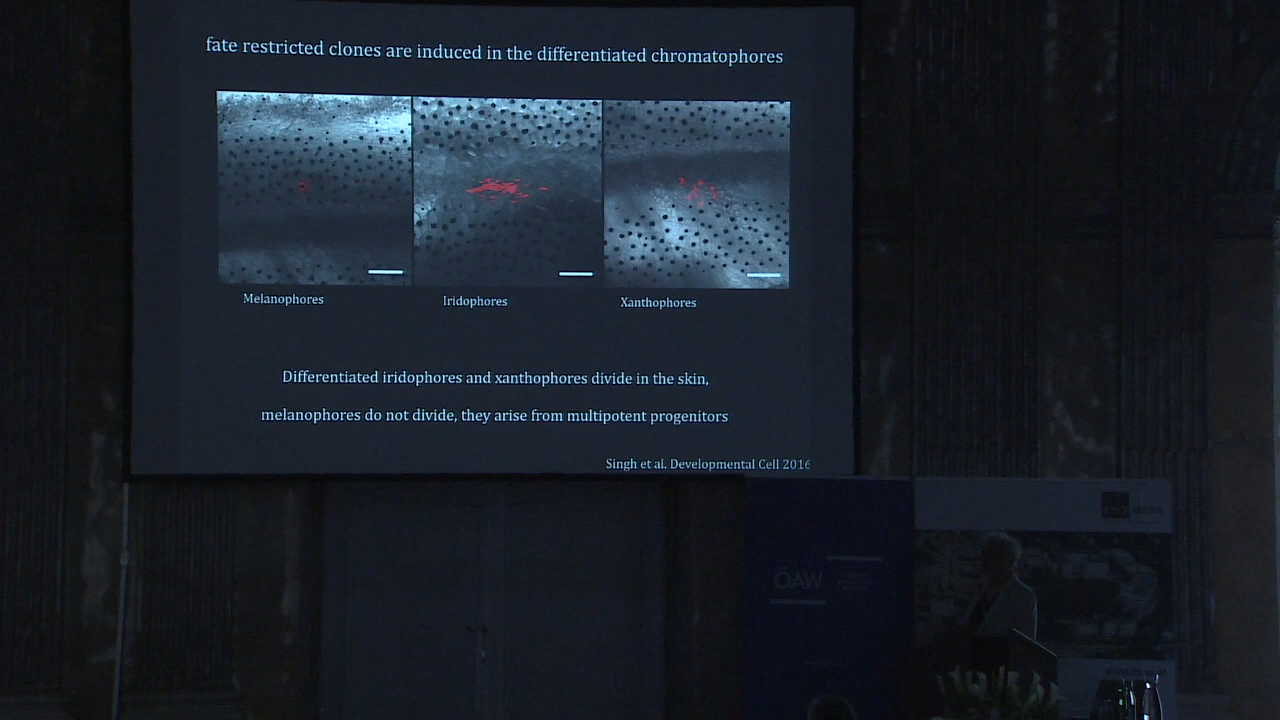 fate restricted clones are induced in the differentiated chromatophores
Melanophores
Iridophores
Xanthophores
Differentiated iridophores and xanthophores divide in the skin,
melanophores do not divide, they arise from multipotent progenitors
Singh et al. Developmental Cell 2016
ÖAW